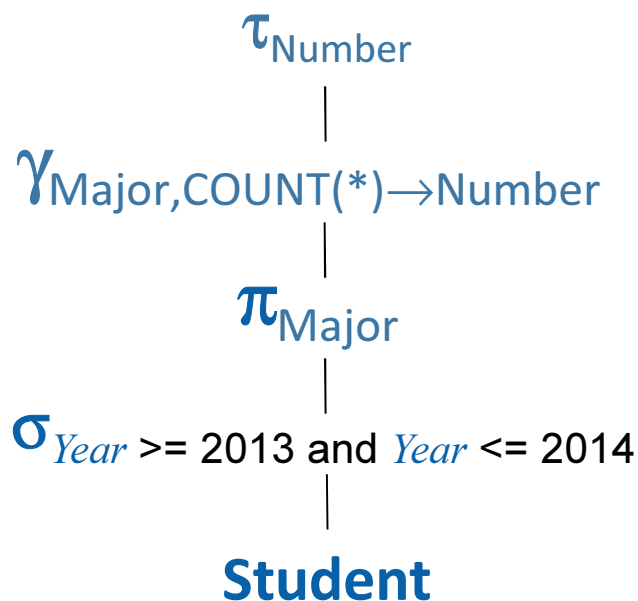 τNumber
γMajor,COUNT(*)→Number
πMajor
σYear >= 2013 and Year <= 2014
Student